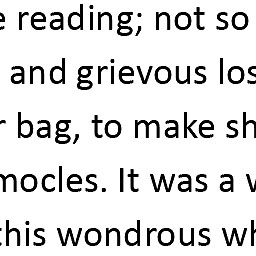 e reading; not so
and grievous los
r bag, to make sh
mocles. It was a v
this wondrous wh